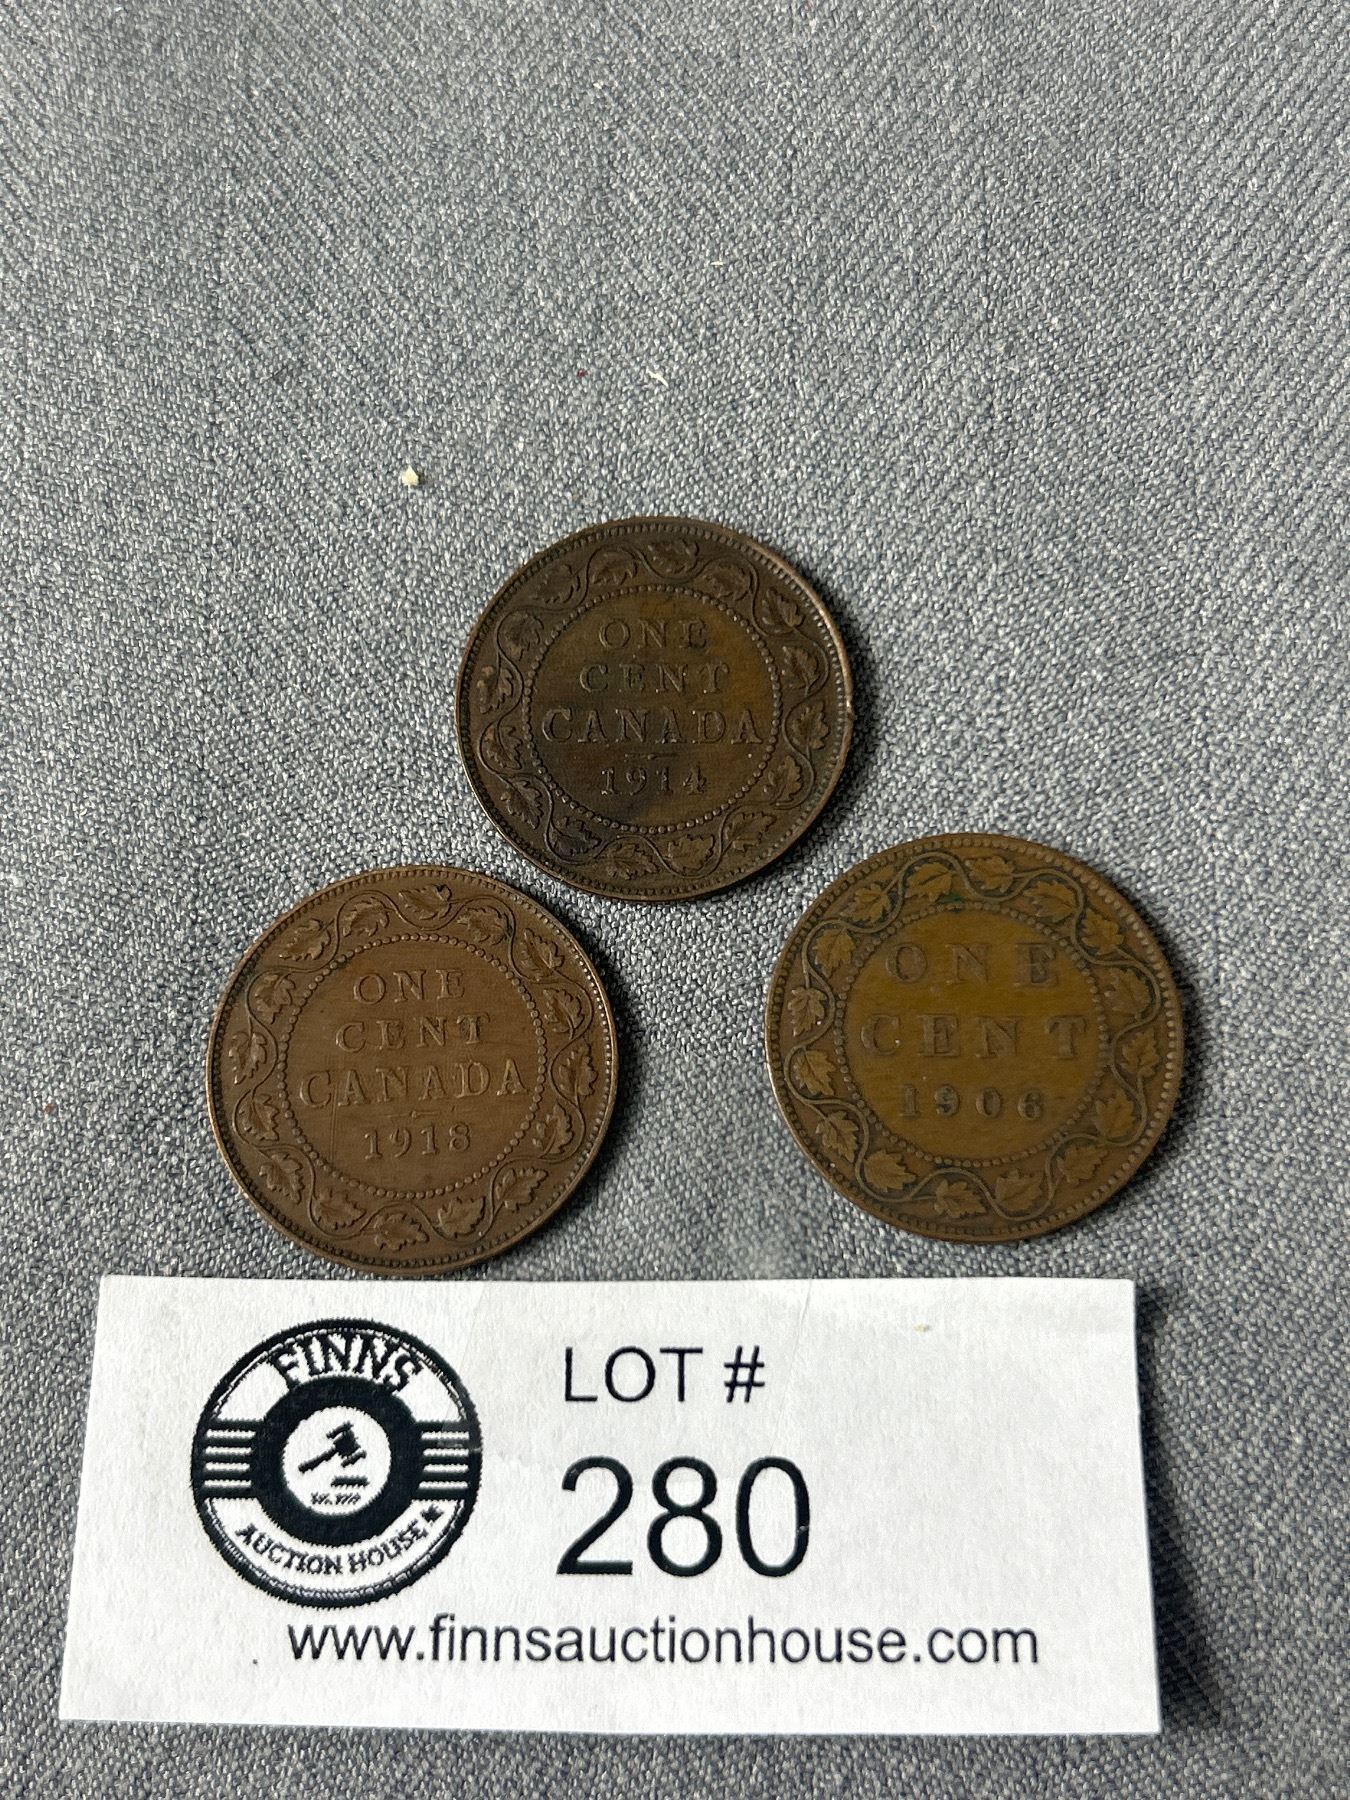 ONE
CENT
CANADA
1914
ONE
CENT
CANADA
1918
ONE
CENT
1906
FINNS
AUCTION HOUSE
LOT #
280
www.finnsauctionhouse.com